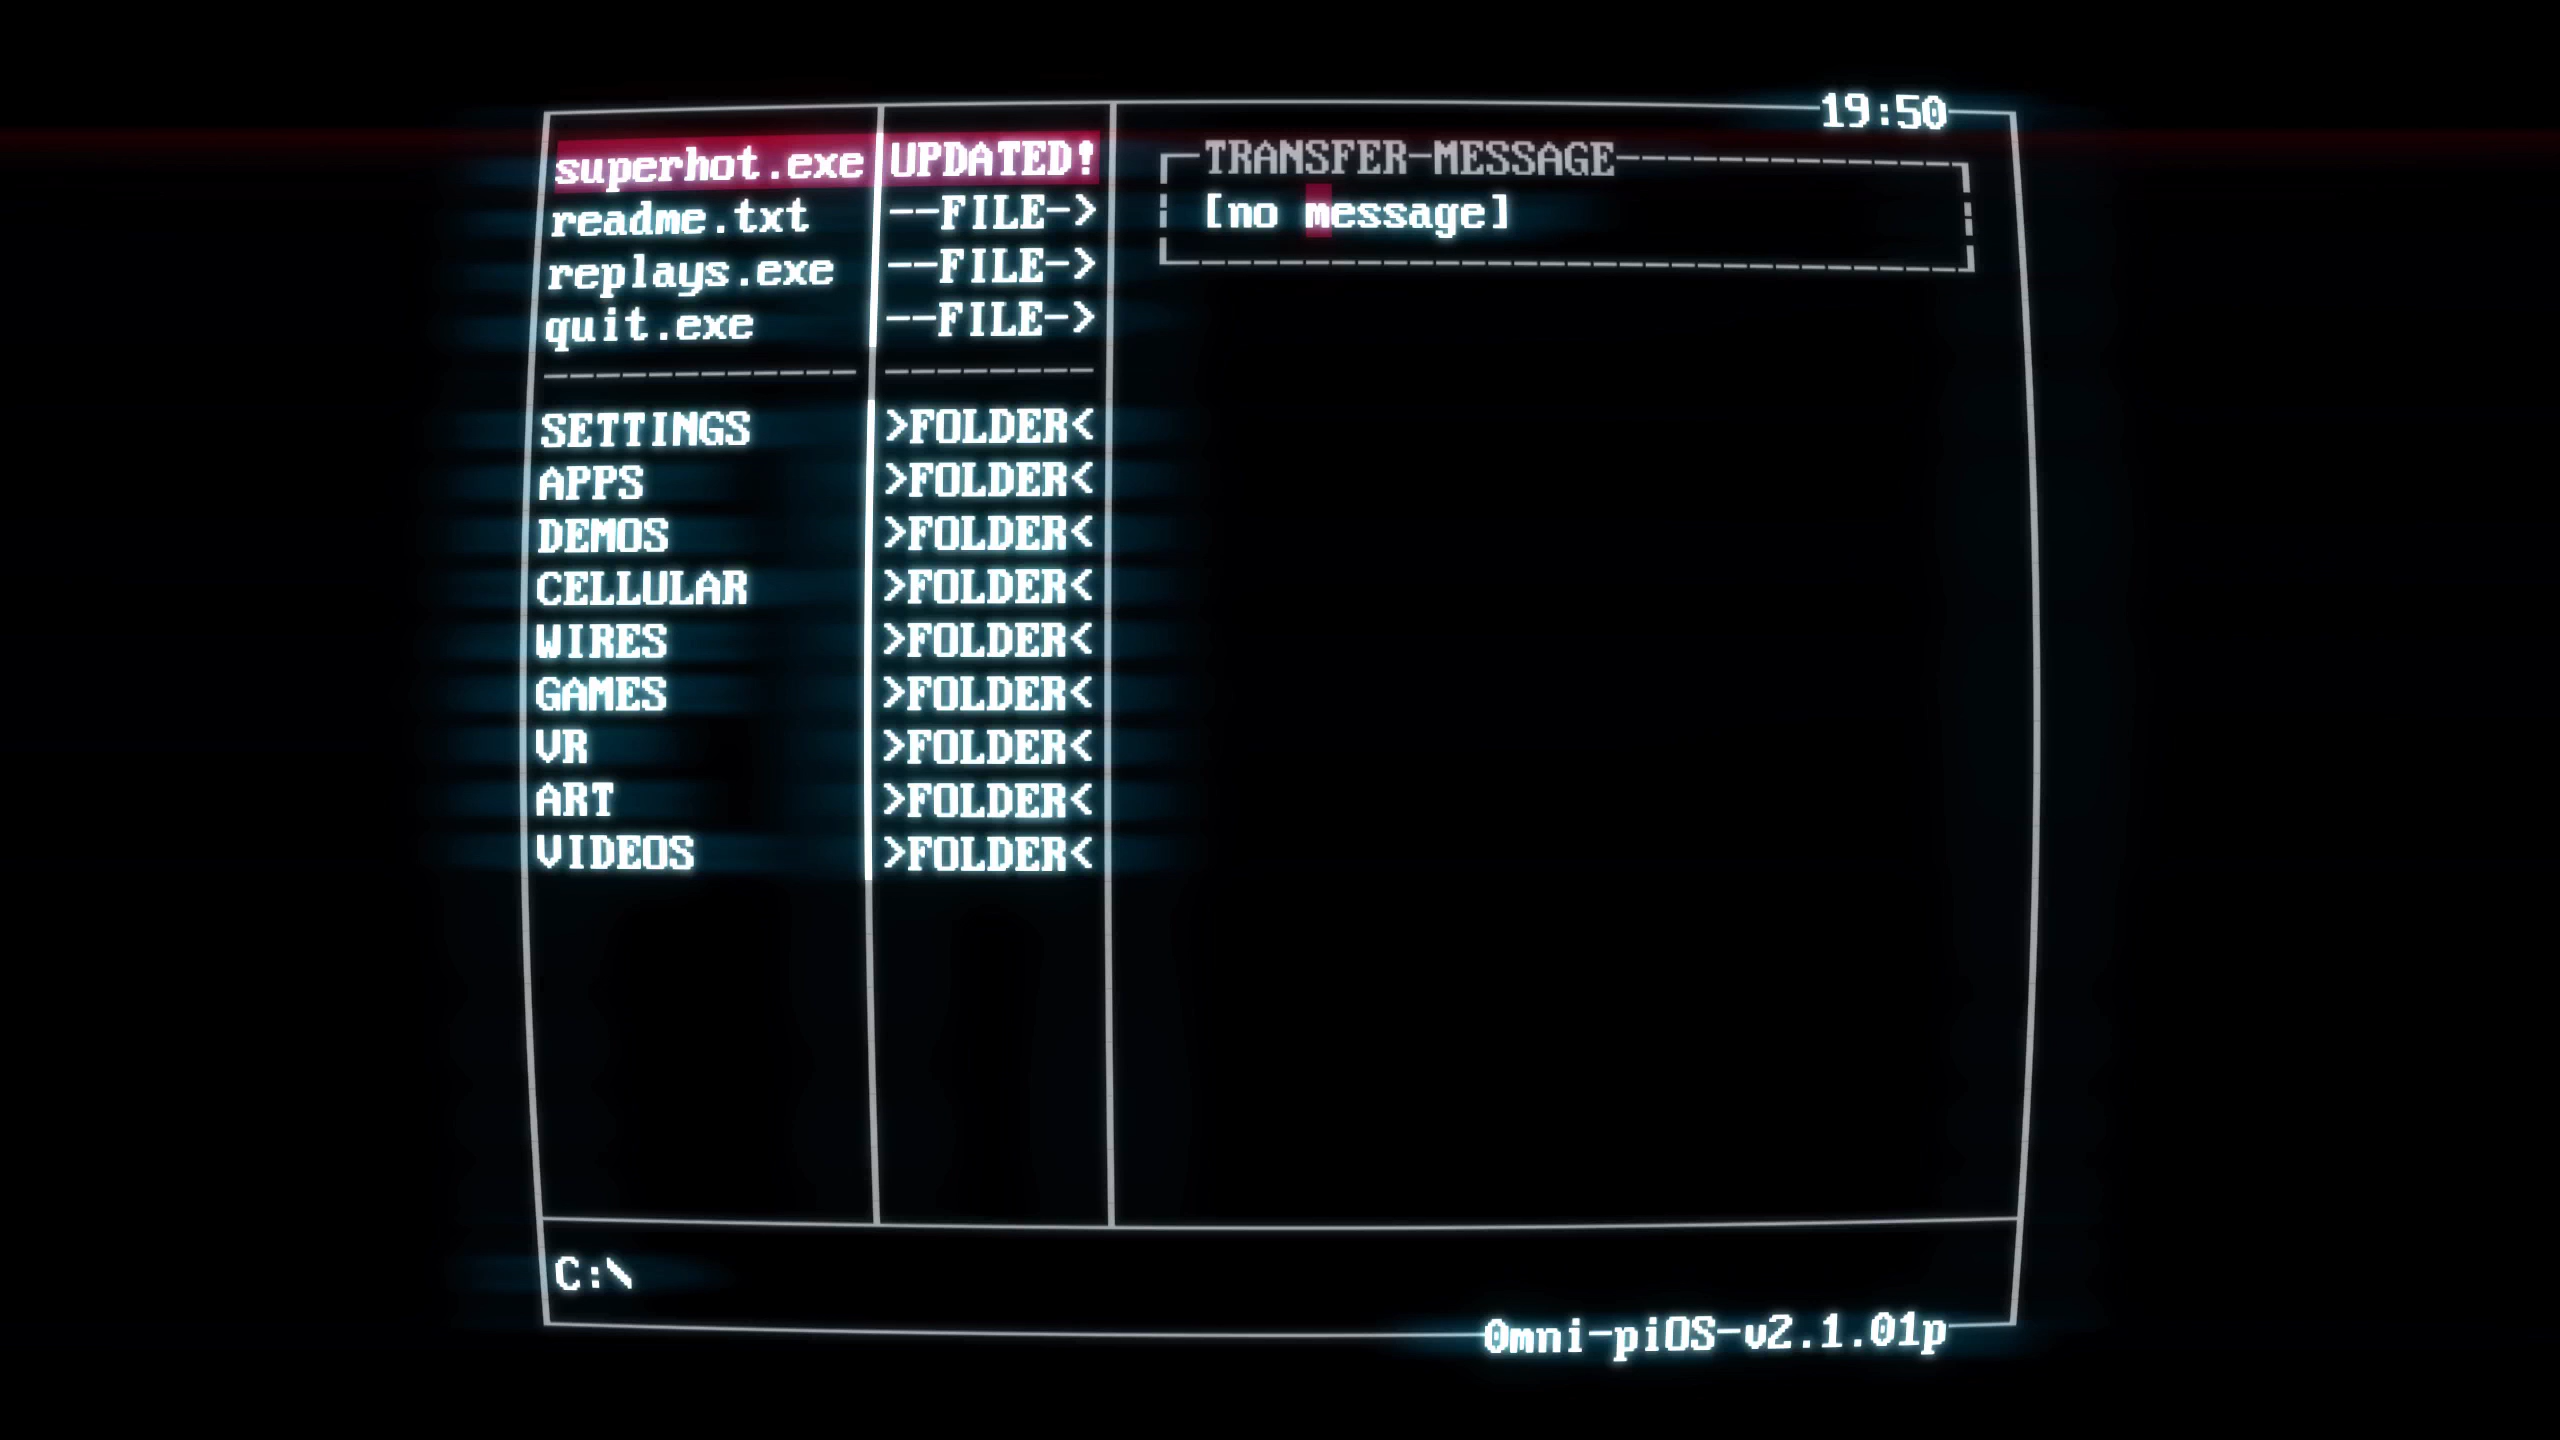 19:50
superhot.exe UPDATED!
readme.txt --FILE->
replays.exe --FILE->
quit.exe --FILE->
SETTINGS >FOLDER<
APPS >FOLDER<
DEMOS >FOLDER<
CELLULAR >FOLDER<
WIRES >FOLDER<
GAMES >FOLDER<
VR >FOLDER<
ART >FOLDER<
VIDEOS >FOLDER<
TRANSFER-MESSAGE
[no message]
C:\
0mni-piOS-v2.1.01p